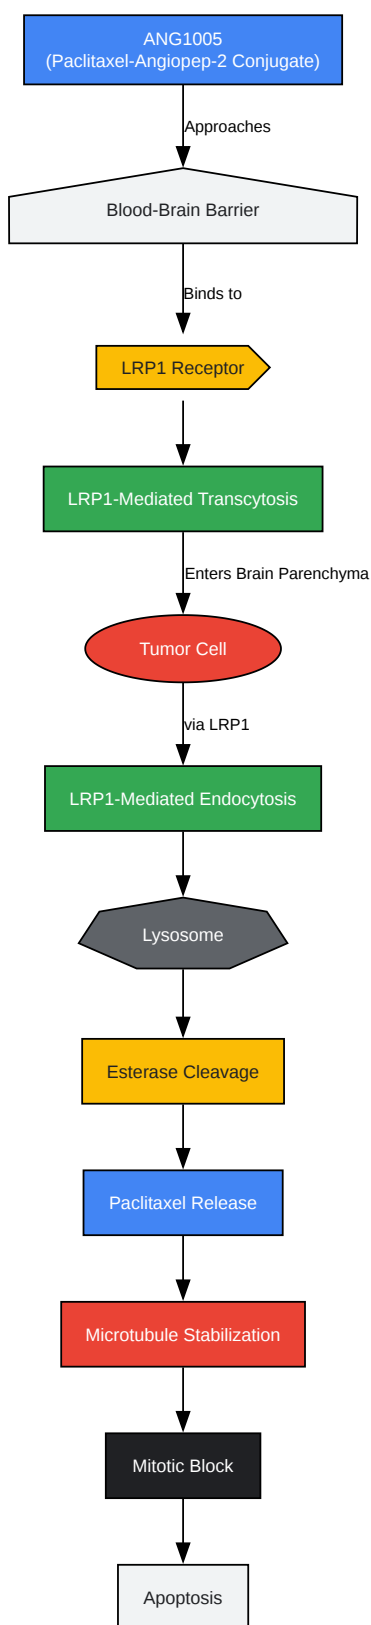 ANG1005
(Paclitaxel-Angiopep-2 Conjugate)
Approaches
Blood-Brain Barrier
Binds to
LRP1 Receptor
LRP1-Mediated Transcytosis
Enters Brain Parenchyma
Tumor Cell
via LRP1
LRP1-Mediated Endocytosis
Lysosome
Esterase Cleavage
Paclitaxel Release
Microtubule Stabilization
Mitotic Block
Apoptosis